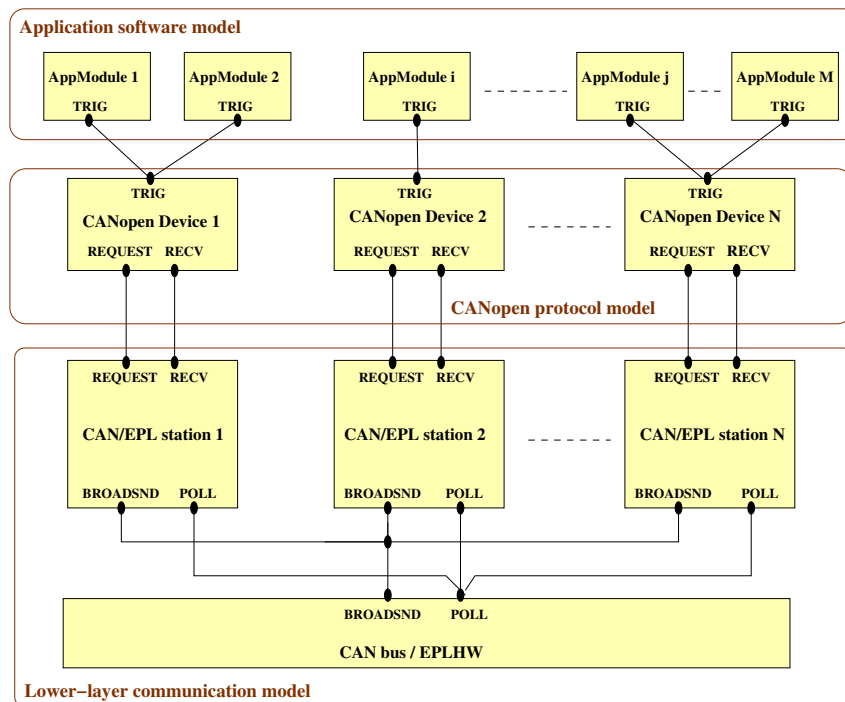 Application software model
AppModule 1
AppModule 2
AppModule i
AppModule j
AppModule M
TRIG
TRIG
TRIG
TRIG
TRIG
TRIG
TRIG
TRIG
CANopen Device 1
CANopen Device 2
CANopen Device N
REQUEST RECV
REQUEST RECV
REQUEST RECV
CANopen protocol model
REQUEST RECV
REQUEST RECV
REQUEST RECV
CAN/EPL station 1
CAN/EPL station 2
CAN/EPL station N
BROADSND POLL
BROADSND POLL
BROADSND POLL
BROADSND POLL
CAN bus / EPLHW
Lower−layer communication model